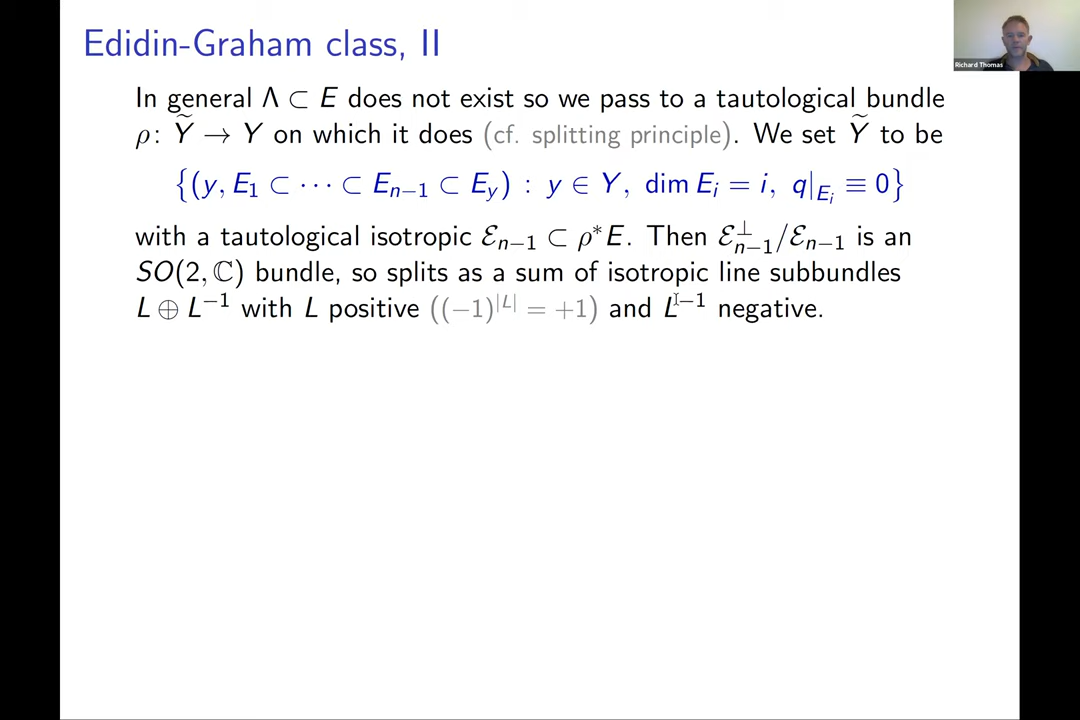 Edidin-Graham class, II
Richard Thomas
In general Λ ⊂ E does not exist so we pass to a tautological bundle
ρ: Ỹ → Y on which it does (cf. splitting principle). We set Ỹ to be
{(y, E₁ ⊂ ⋯ ⊂ Eₙ₋₁ ⊂ E_y) : y ∈ Y, dim Eᵢ = i, q|_{Eᵢ} ≡ 0}
with a tautological isotropic ℰₙ₋₁ ⊂ ρ*E. Then ℰₙ₋₁^⊥/ℰₙ₋₁ is an
SO(2, ℂ) bundle, so splits as a sum of isotropic line subbundles
L ⊕ L⁻¹ with L positive ((−1)^{|L|} = +1) and L⁻¹ negative.